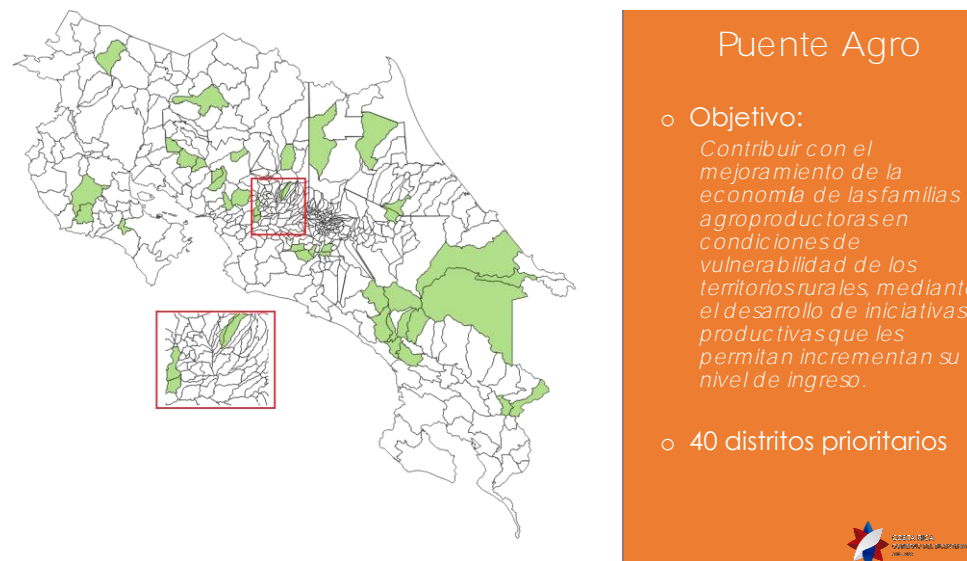 Puente Agro
o Objetivo:
Contribuir con el
mejoramiento de la
economía de las familias
agroproductoras en
condiciones de
vulnerabilidad de los
territorios rurales, mediante
el desarrollo de iniciativas
productivas que les
permitan incrementan su
nivel de ingreso.
o 40 distritos prioritarios
COSTA RICA